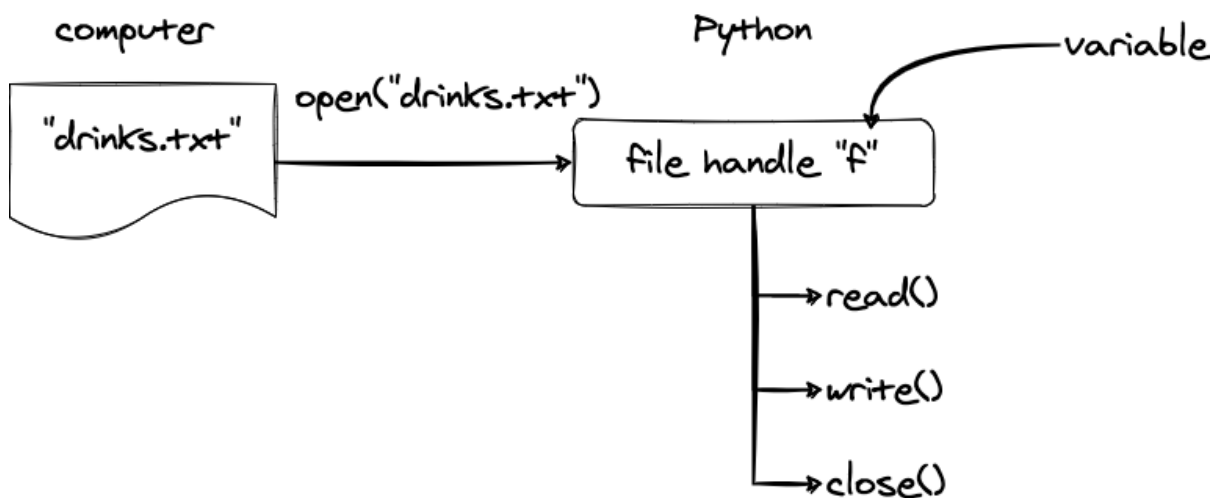 computer
Python
variable
open("drinks.txt")
"drinks.txt"
file handle "f"
read()
write()
close()